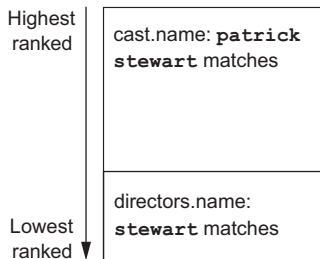 Highest
ranked
cast.name: patrick
stewart matches
directors.name:
stewart matches
Lowest
ranked